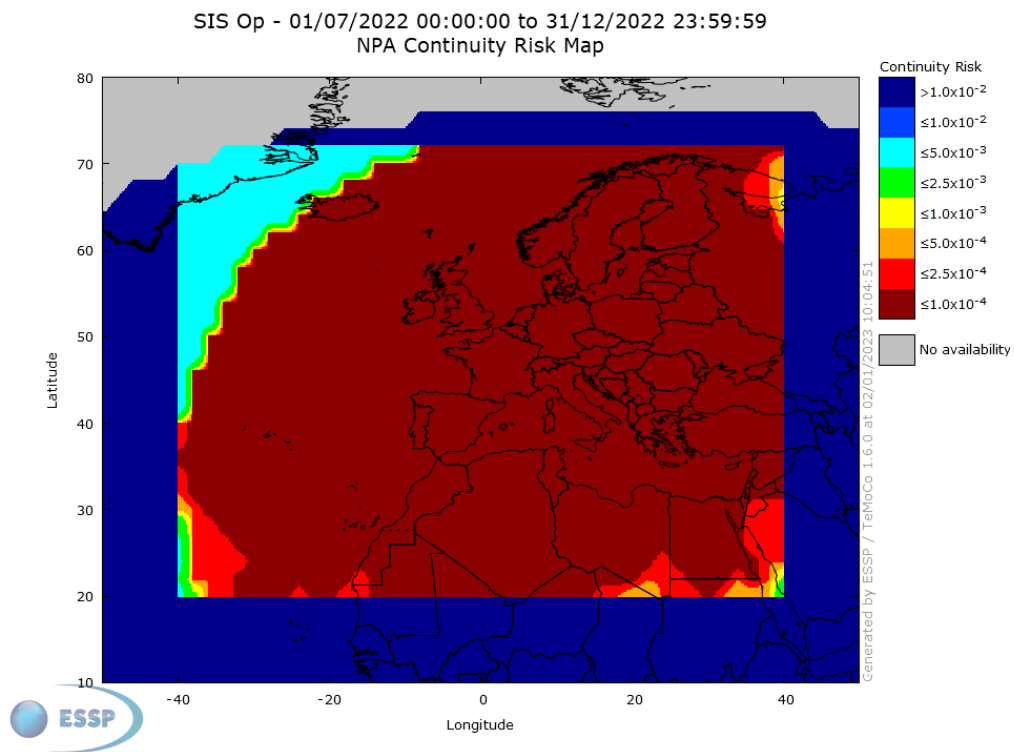 SIS Op - 01/07/2022 00:00:00 to 31/12/2022 23:59:59
NPA Continuity Risk Map
Continuity Risk
>1.0x10⁻²
≤1.0x10⁻²
≤5.0x10⁻³
≤2.5x10⁻³
≤1.0x10⁻³
≤5.0x10⁻⁴
≤2.5x10⁻⁴
≤1.0x10⁻⁴
No availability
Latitude
80
70
60
50
40
30
20
10
-40
-20
0
20
40
Longitude
Generated by ESSP / TeMoCo 1.6.0 at 02/01/2023 10:04:51
ESSP